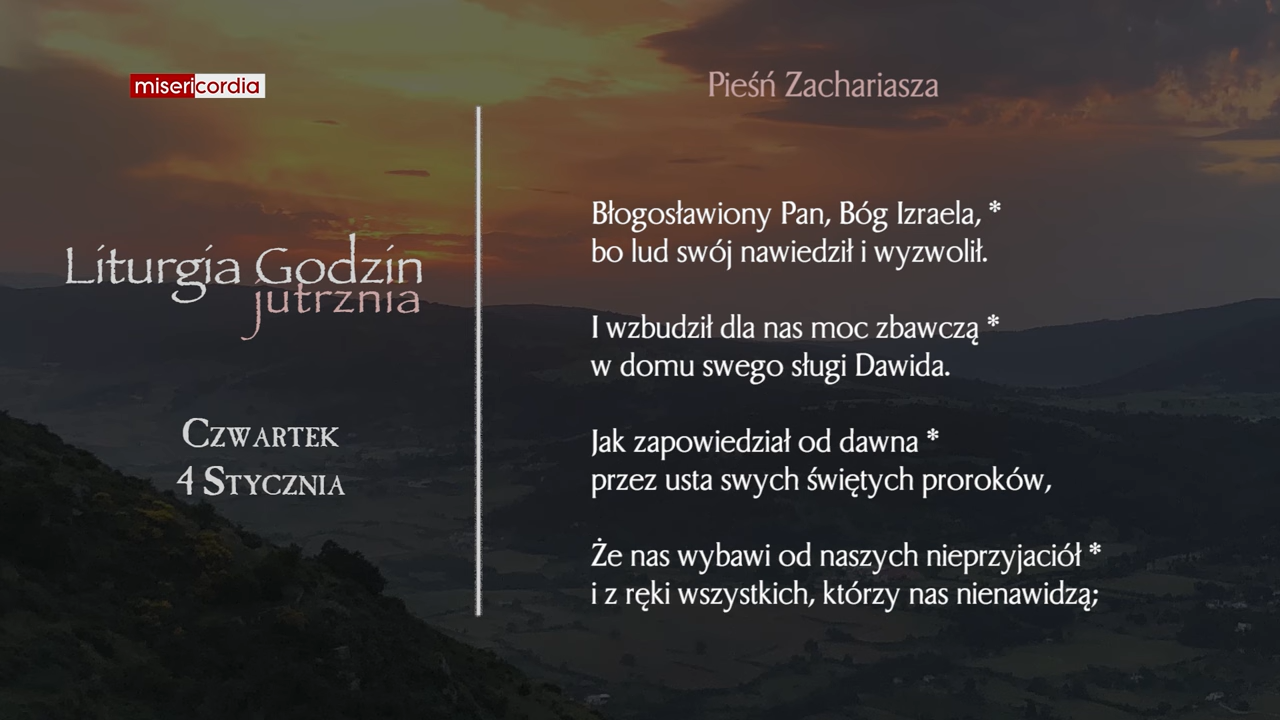 misericordia
Liturgia Godzin
jutrznia
Czwartek
4 Stycznia
Pieśń Zachariasza
Błogosławiony Pan, Bóg Izraela, *
bo lud swój nawiedził i wyzwolił.
I wzbudził dla nas moc zbawczą *
w domu swego sługi Dawida.
Jak zapowiedział od dawna *
przez usta swych świętych proroków,
Że nas wybawi od naszych nieprzyjaciół *
i z ręki wszystkich, którzy nas nienawidzą;